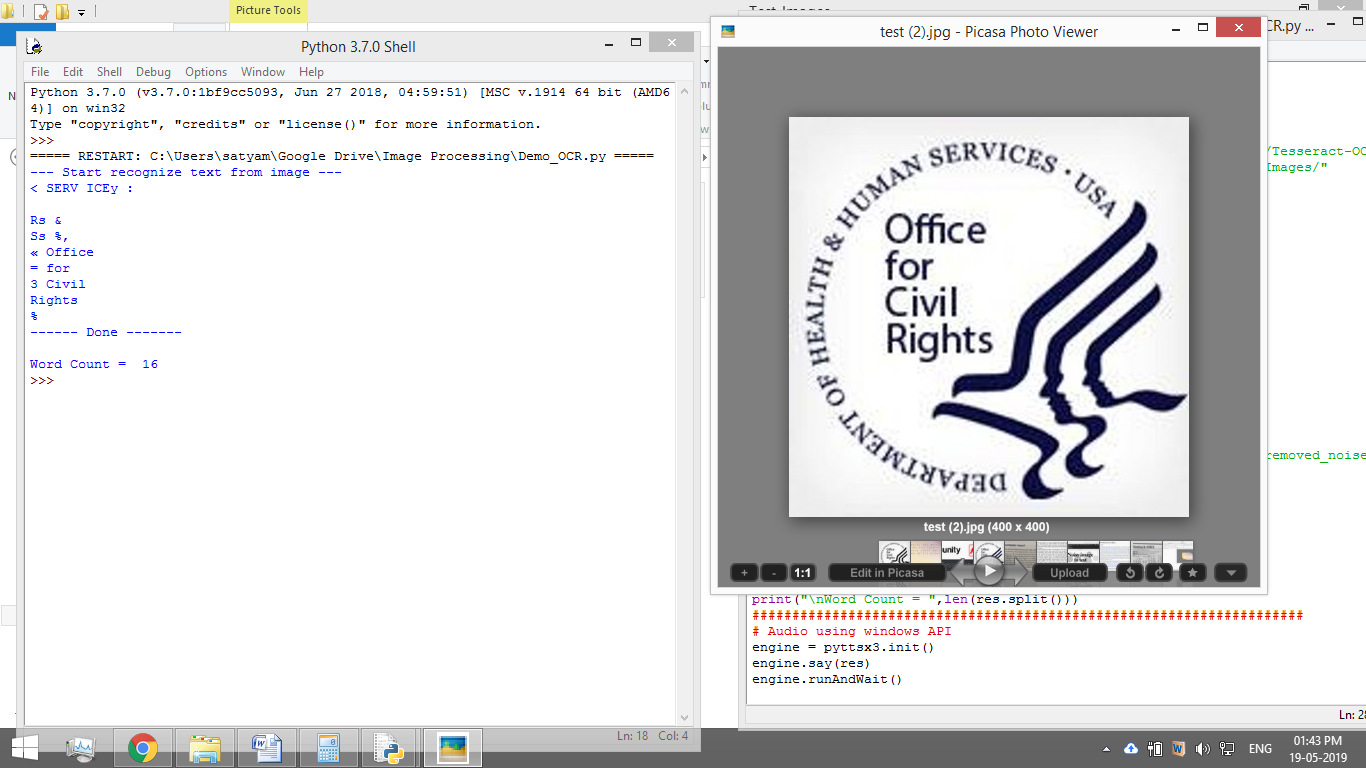 Picture Tools
Test Images
Python 3.7.0 Shell
File Edit Shell Debug Options Window Help
Python 3.7.0 (v3.7.0:1bf9cc5093, Jun 27 2018, 04:59:51) [MSC v.1914 64 bit (AMD6
4)] on win32
Type "copyright", "credits" or "license()" for more information.
>>>
===== RESTART: C:\Users\satyam\Google Drive\Image Processing\Demo_OCR.py =====
--- Start recognize text from image ---
< SERV ICEy :
Rs &
Ss %,
« Office
= for
3 Civil
Rights
%
------ Done -------
Word Count =  16
>>>
Ln: 18 Col: 4
test (2).jpg - Picasa Photo Viewer
CR.py ...
/Tesseract-OC
Images/"
removed_noise
DEPARTMENT OF HEALTH & HUMAN SERVICES · USA
Office
for
Civil
Rights
test (2).jpg (400 x 400)
unity
+ - 1:1 Edit in Picasa Upload
print("\nWord Count = ",len(res.split()))
#####################################################################
# Audio using windows API
engine = pyttsx3.init()
engine.say(res)
engine.runAndWait()
Ln: 28
ENG
01:43 PM
19-05-2019